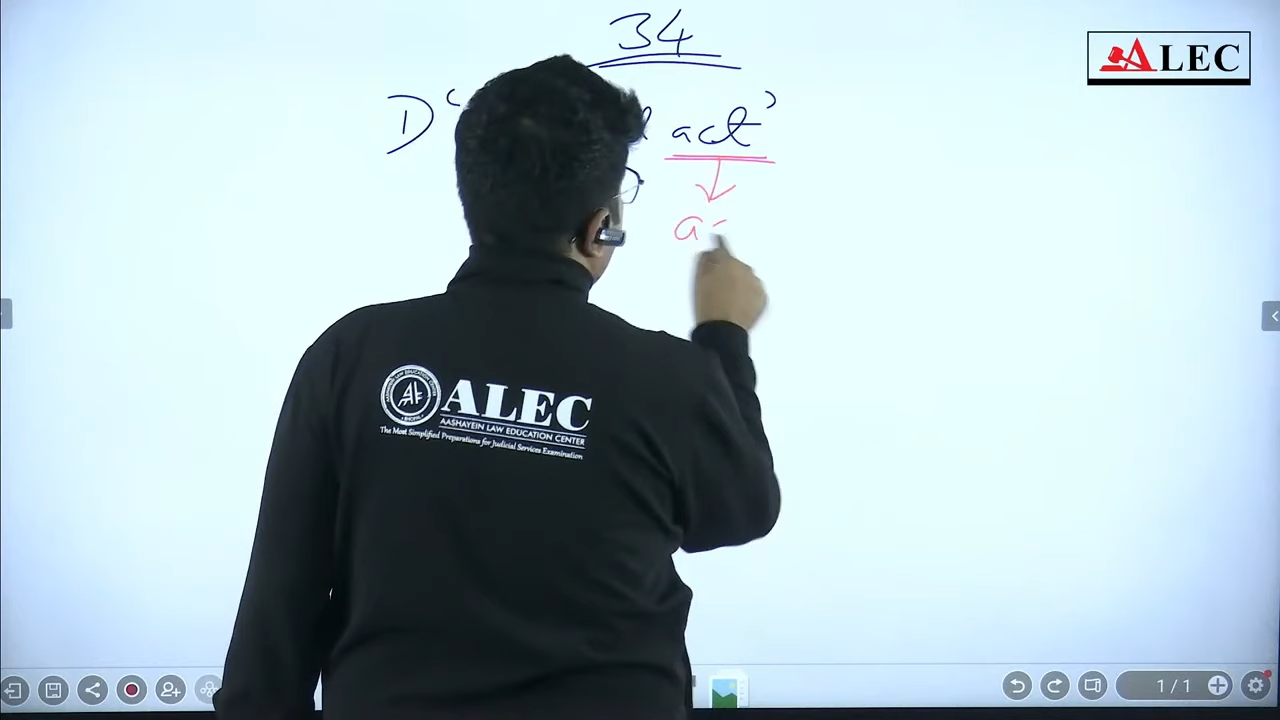 34
ALEC
D ' act '
a
ALEC
AASHAYEIN LAW EDUCATION CENTER
The Most Simplified Preparations for Judicial Services Examination
1 / 1